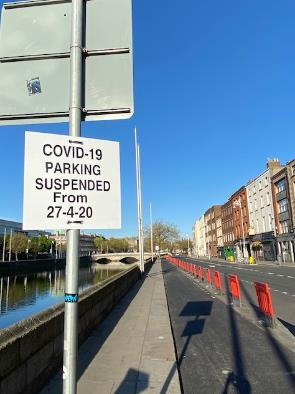 COVID-19
PARKING
SUSPENDED
From
27-4-20